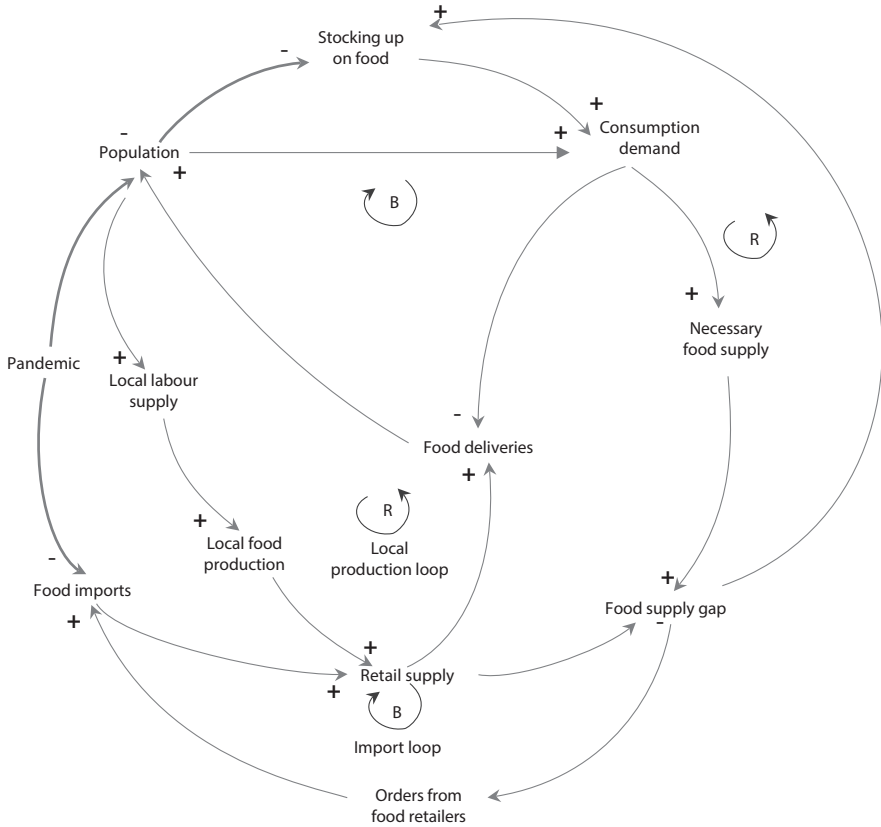 +
Stocking up
on food
-
+
Consumption
demand
+
-
Population
+
B
R
+
Necessary
food supply
Pandemic
+
Local labour
supply
-
Food deliveries
+
R
+
Local food
production
Local
production loop
-
Food imports
+
+
Food supply gap
-
+
Retail supply
+
B
Import loop
Orders from
food retailers